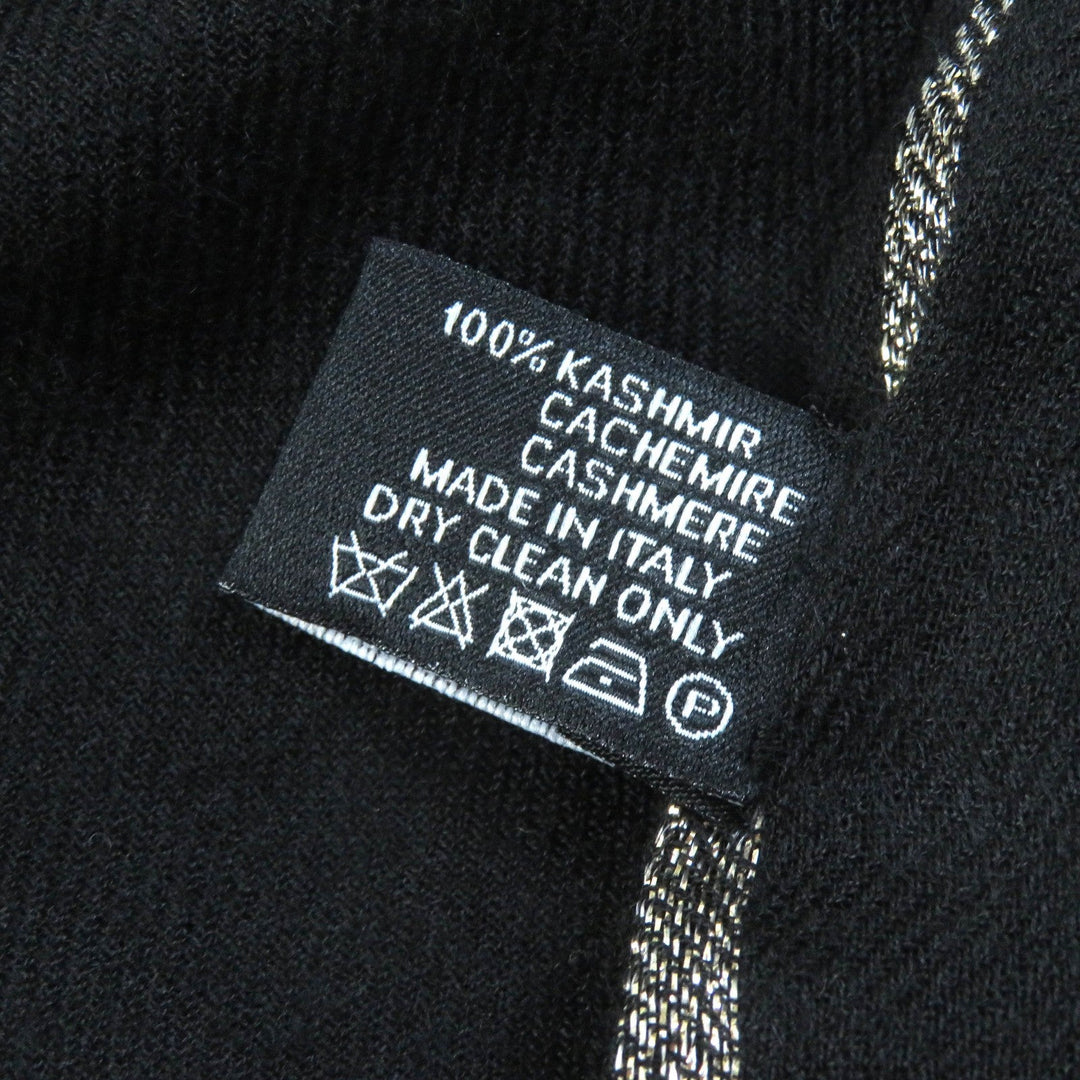 100% KASHMIR
CACHEMIRE
CASHMERE
MADE IN ITALY
DRY CLEAN ONLY
P